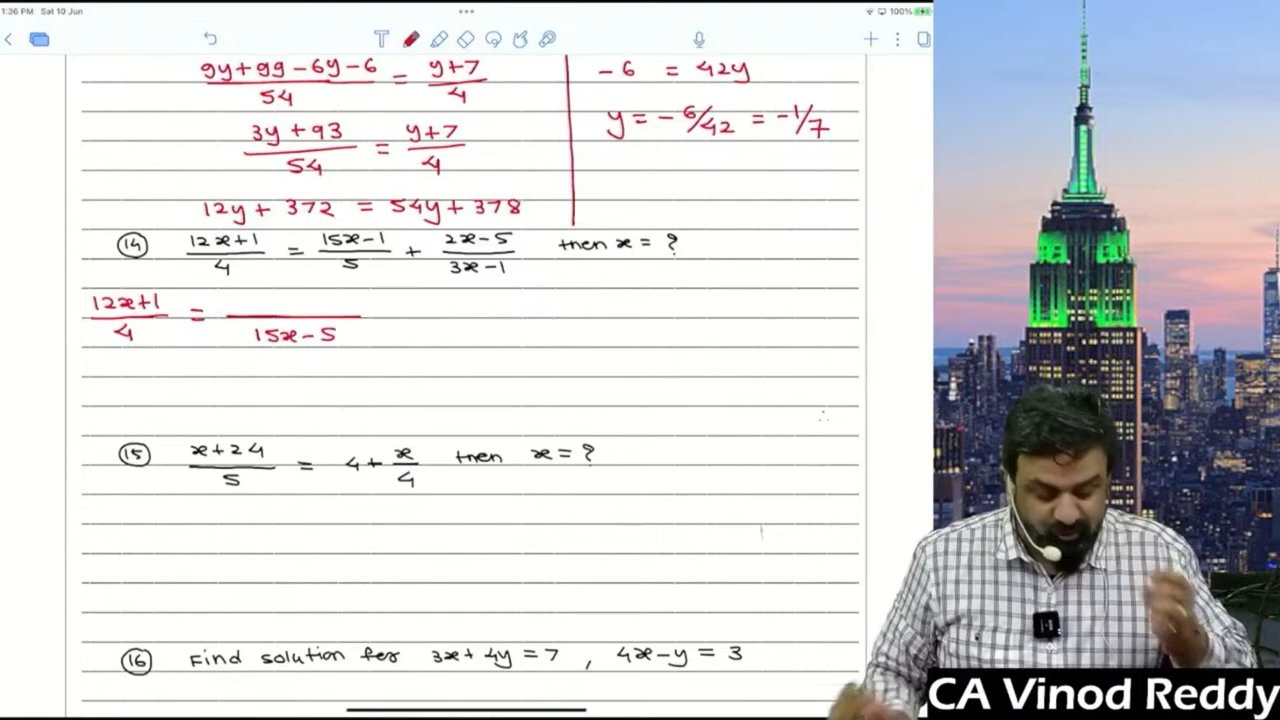 1:36 PM Sat 10 Jun
100%
9y+99-6y-6/54 = y+7/4
3y+93/54 = y+7/4
12y+372 = 54y+378
-6 = 42y
y = -6/42 = -1/7
14 12x+1/4 = 15x-1/5 + 2x-5/3x-1 then x = ?
12x+1/4 = /15x-5
15 x+24/5 = 4+x/4 then x = ?
16 Find solution for 3x+4y=7, 4x-y=3
CA Vinod Reddy